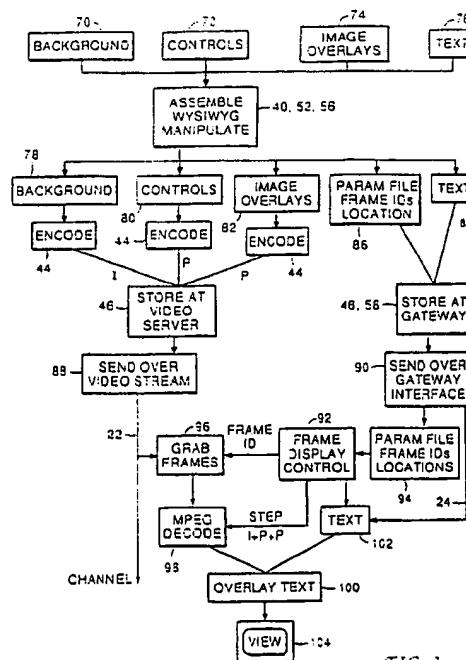 70 72 74
BACKGROUND CONTROLS IMAGE OVERLAYS TEXT
ASSEMBLE
WYSIWYG
MANIPULATE
40, 52, 56
78
BACKGROUND CONTROLS IMAGE OVERLAYS PARAM FILE FRAME IDs LOCATION TEXT
80 82 86
ENCODE ENCODE ENCODE
44 44 44
I P P
46
STORE AT
VIDEO
SERVER
46, 58
STORE AT
GATEWAY
88
SEND OVER
VIDEO STREAM
90
SEND OVER
GATEWAY
INTERFACE
22
96
GRAB
FRAMES
FRAME
ID
92
FRAME
DISPLAY
CONTROL
PARAM FILE
FRAME IDs
LOCATIONS
94
24
MPEG
DECODE
98
STEP
I+P+P
TEXT
102
CHANNEL
OVERLAY TEXT
100
VIEW
104